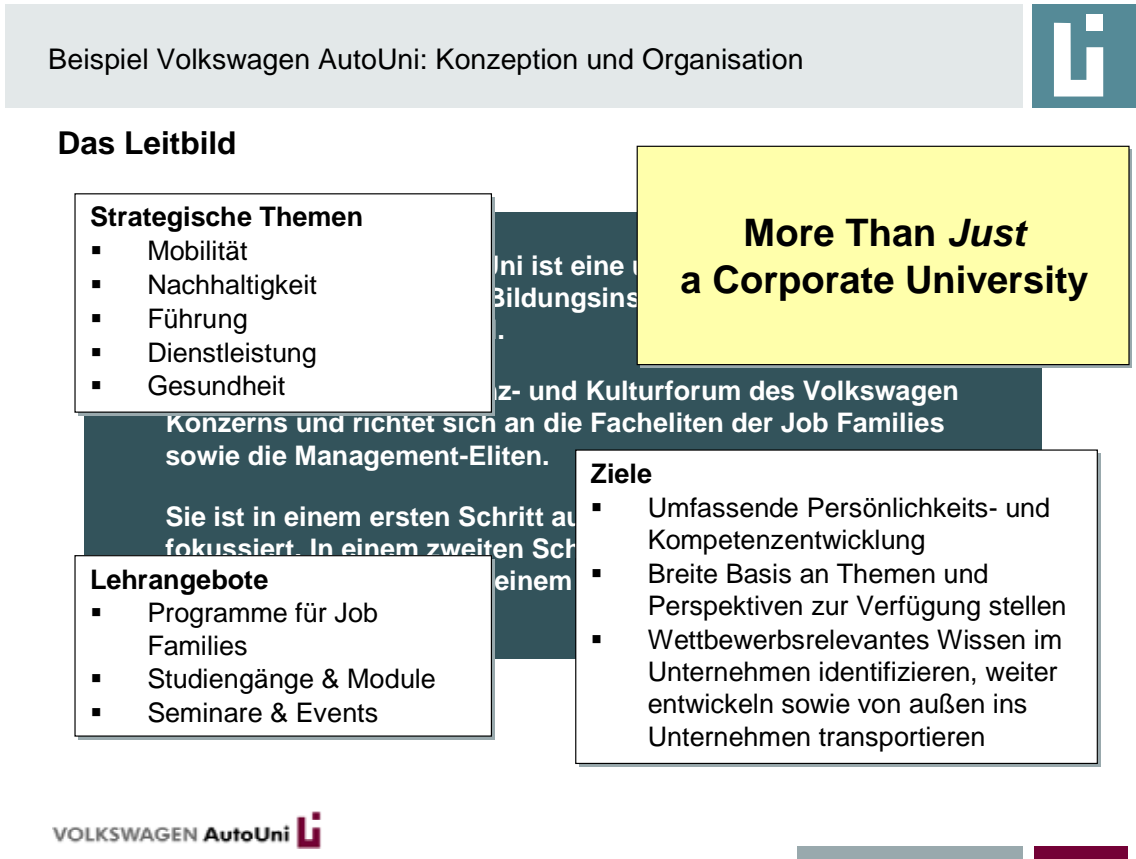 Beispiel Volkswagen AutoUni: Konzeption und Organisation
Das Leitbild
Strategische Themen
▪ Mobilität
▪ Nachhaltigkeit
▪ Führung
▪ Dienstleistung
▪ Gesundheit
More Than Just
a Corporate University
ist eine
und Kulturforum des Volkswagen
Konzerns und richtet sich an die Facheliten der Job Families
sowie die Management-Eliten.
Sie ist in einem ersten Schritt
fokussiert. In einem zweiten
einem
Lehrangebote
▪ Programme für Job
Families
▪ Studiengänge & Module
▪ Seminare & Events
Ziele
▪ Umfassende Persönlichkeits- und
Kompetenzentwicklung
▪ Breite Basis an Themen und
Perspektiven zur Verfügung stellen
▪ Wettbewerbsrelevantes Wissen im
Unternehmen identifizieren, weiter
entwickeln sowie von außen ins
Unternehmen transportieren
VOLKSWAGEN AutoUni